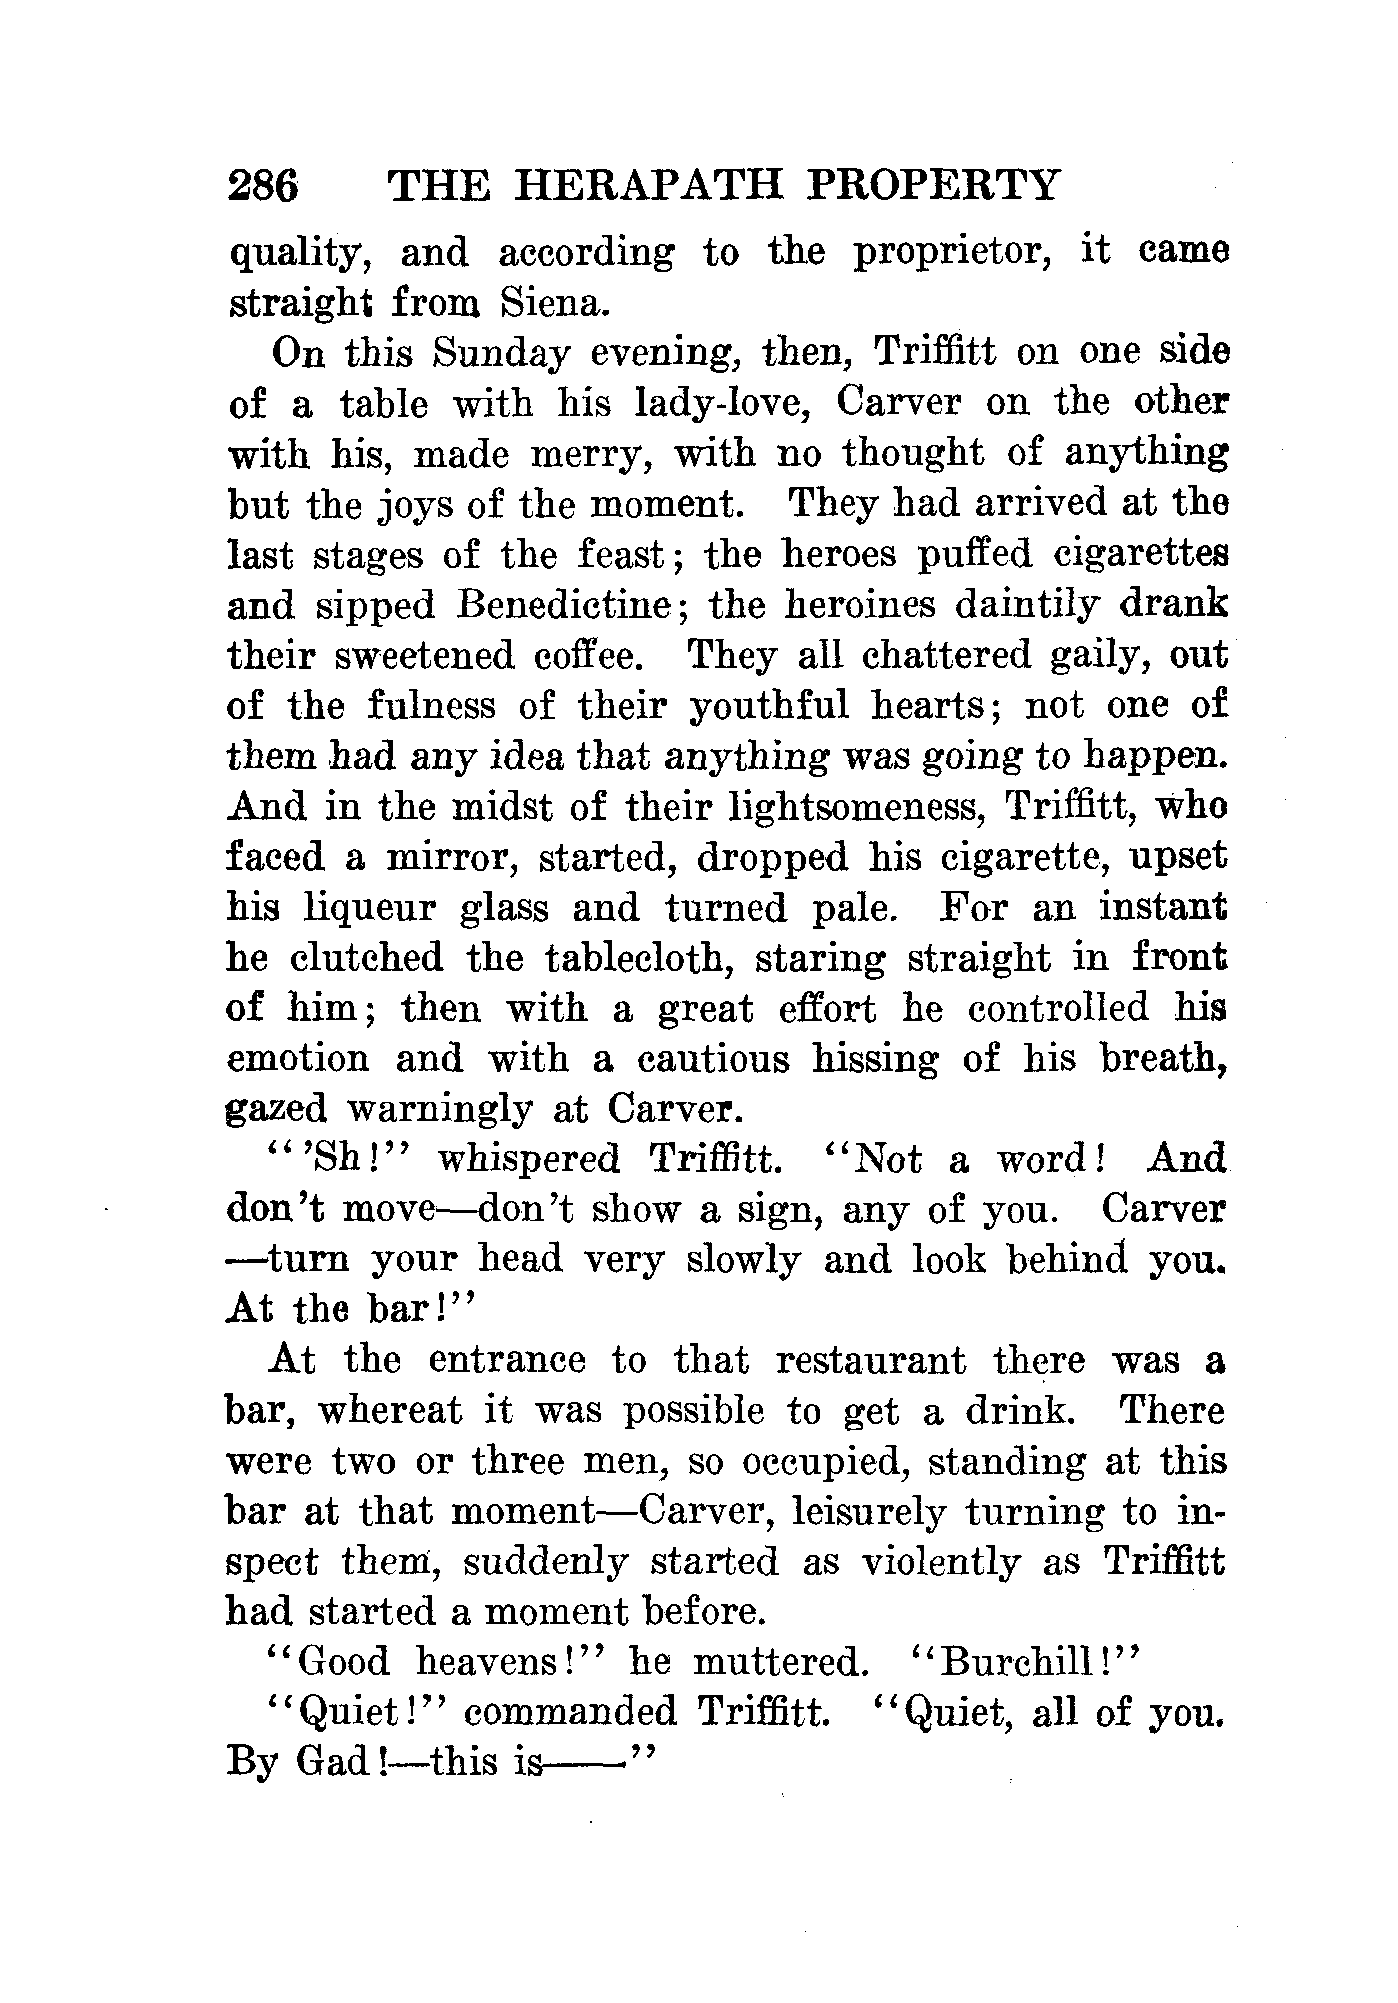 286 THE HERAPATH PROPERTY
quality, and according to the proprietor, it came
straight from Siena.
On this Sunday evening, then, Triffitt on one side
of a table with his lady-love, Carver on the other
with his, made merry, with no thought of anything
but the joys of the moment. They had arrived at the
last stages of the feast; the heroes puffed cigarettes
and sipped Benedictine; the heroines daintily drank
their sweetened coffee. They all chattered gaily, out
of the fulness of their youthful hearts; not one of
them had any idea that anything was going to happen.
And in the midst of their lightsomeness, Triffitt, who
faced a mirror, started, dropped his cigarette, upset
his liqueur glass and turned pale. For an instant
he clutched the tablecloth, staring straight in front
of him; then with a great effort he controlled his
emotion and with a cautious hissing of his breath,
gazed warningly at Carver.
"'Sh!" whispered Triffitt. "Not a word! And
don't move—don't show a sign, any of you. Carver
—turn your head very slowly and look behind you.
At the bar!"
At the entrance to that restaurant there was a
bar, whereat it was possible to get a drink. There
were two or three men, so occupied, standing at this
bar at that moment—Carver, leisurely turning to in-
spect them, suddenly started as violently as Triffitt
had started a moment before.
"Good heavens!" he muttered. "Burchill!"
"Quiet!" commanded Triffitt. "Quiet, all of you.
By Gad!—this is——"